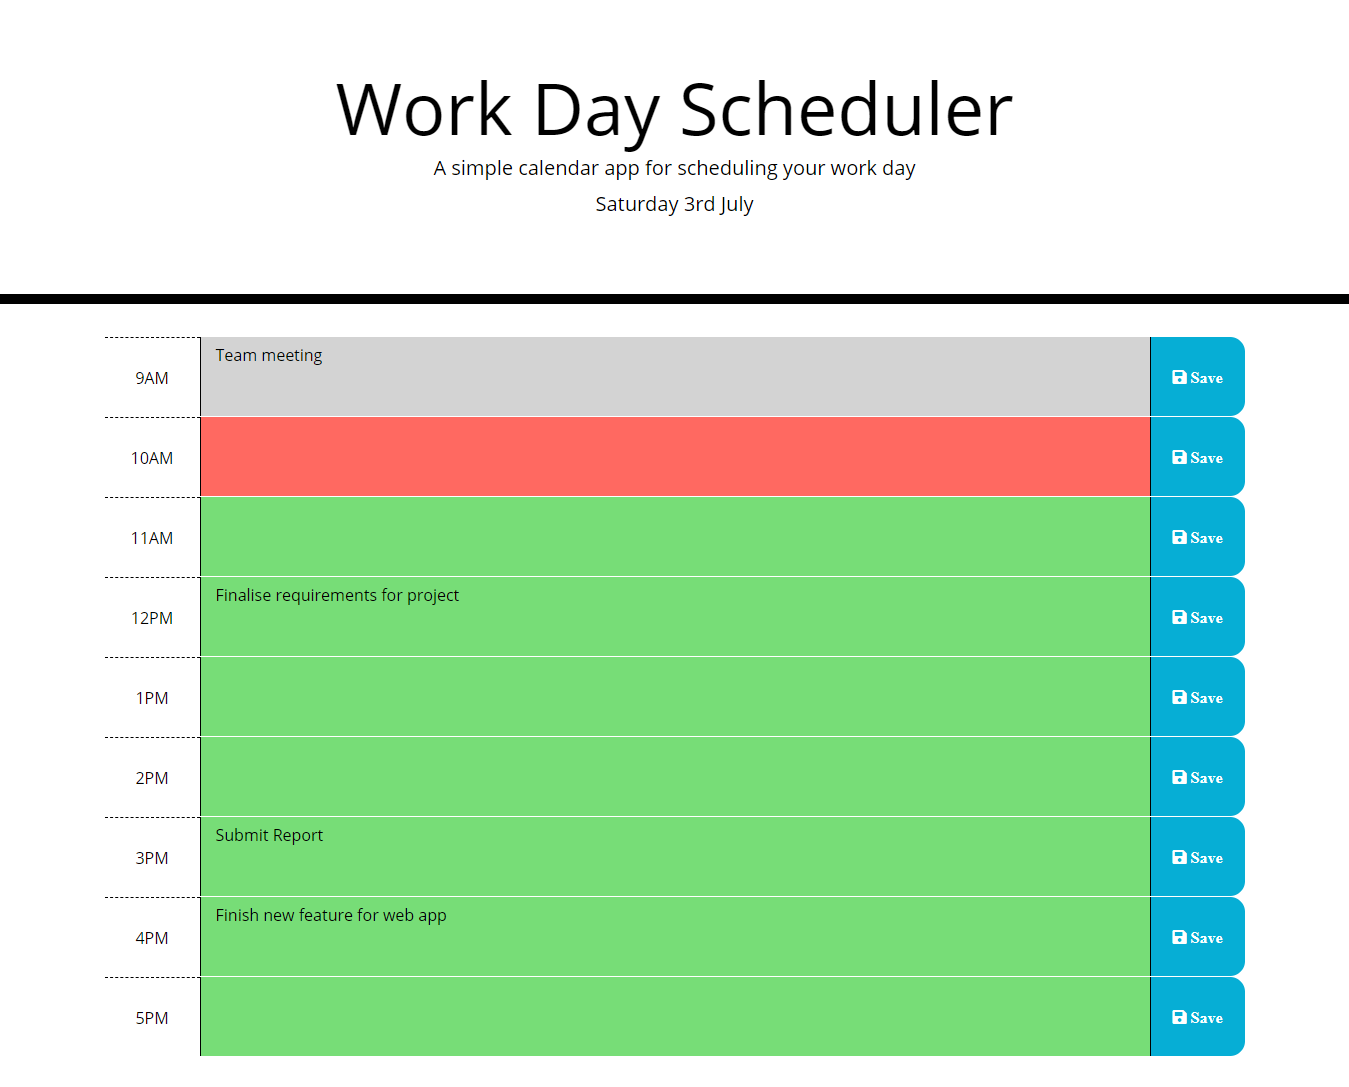 Work Day Scheduler
A simple calendar app for scheduling your work day
Saturday 3rd July
9AM Team meeting Save
10AM Save
11AM Save
12PM Finalise requirements for project Save
1PM Save
2PM Save
3PM Submit Report Save
4PM Finish new feature for web app Save
5PM Save